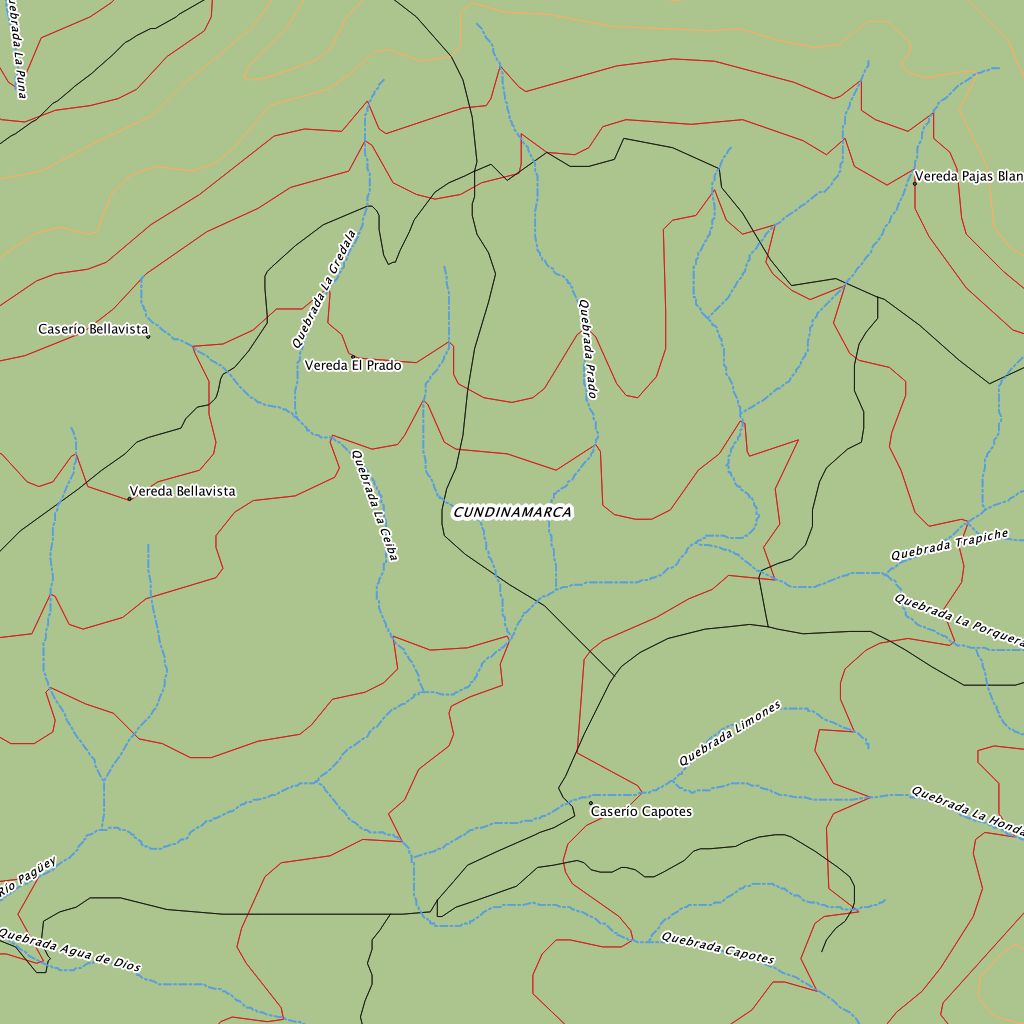 Quebrada La Puna
Vereda Pajas Blan
Quebrada La Gredala
Caserío Bellavista
Quebrada Prado
Vereda El Prado
Quebrada La Ceiba
Vereda Bellavista
CUNDINAMARCA
Quebrada Trapiche
Quebrada La Porquera
Quebrada Limones
Quebrada La Honda
Caserío Capotes
Río Pagüey
Quebrada Agua de Dios
Quebrada Capotes